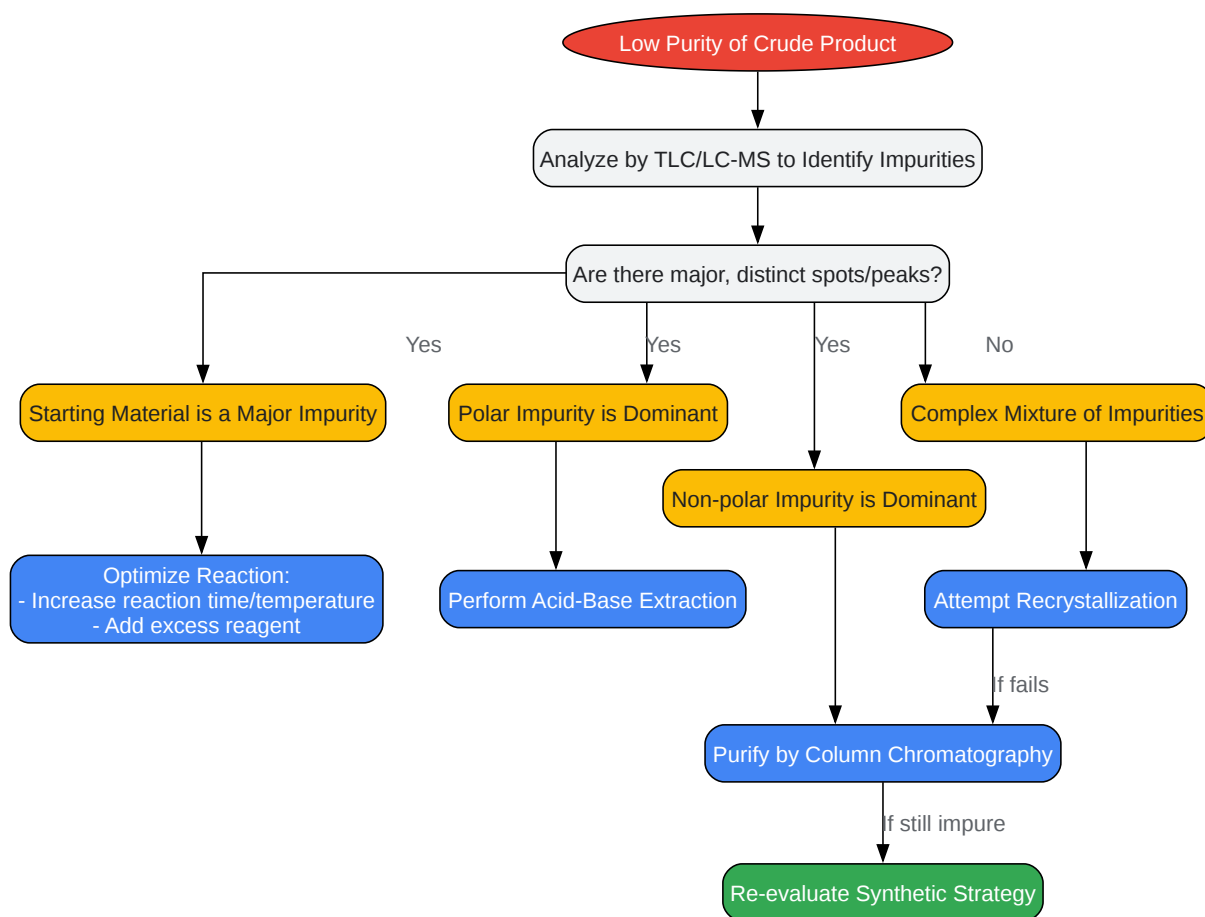 Low Purity of Crude Product
Analyze by TLC/LC-MS to Identify Impurities
Are there major, distinct spots/peaks?
Yes
Yes
Yes
No
Starting Material is a Major Impurity
Polar Impurity is Dominant
Complex Mixture of Impurities
Non-polar Impurity is Dominant
Optimize Reaction:
- Increase reaction time/temperature
- Add excess reagent
Perform Acid-Base Extraction
Attempt Recrystallization
If fails
Purify by Column Chromatography
If still impure
Re-evaluate Synthetic Strategy